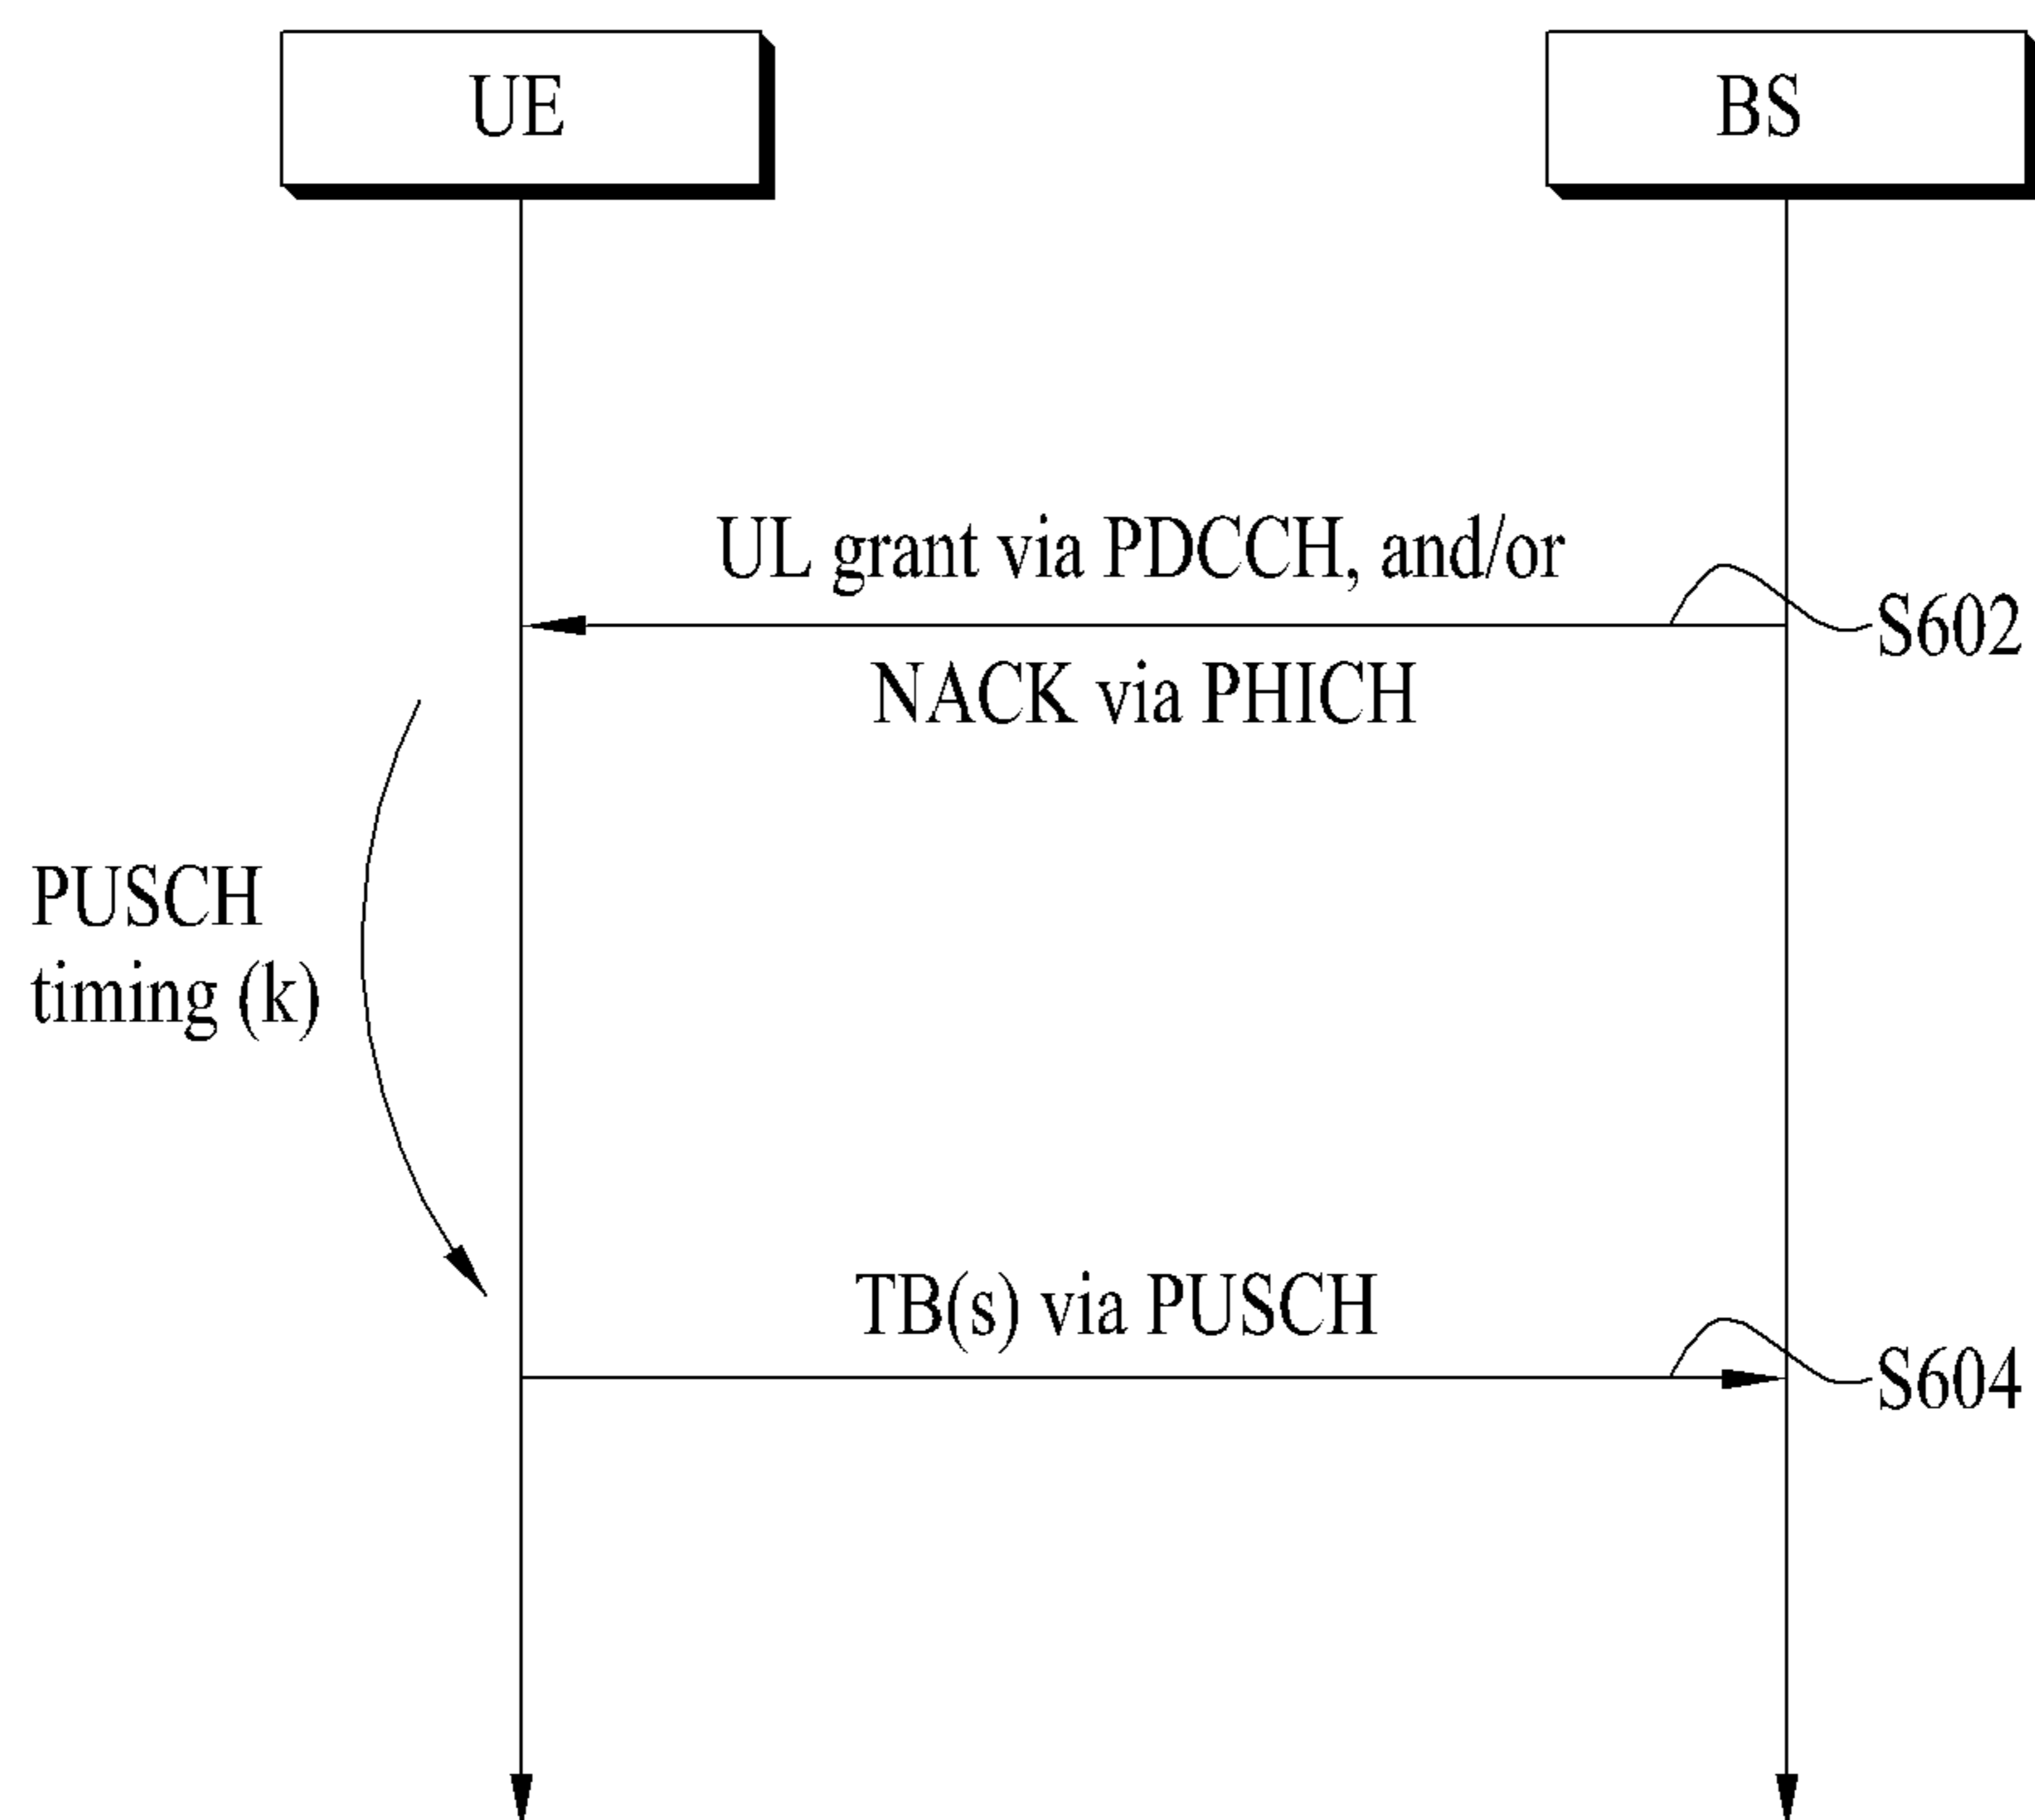 UE
BS
UL grant via PDCCH, and/or
S602
NACK via PHICH
PUSCH
timing (k)
TB(s) via PUSCH
S604